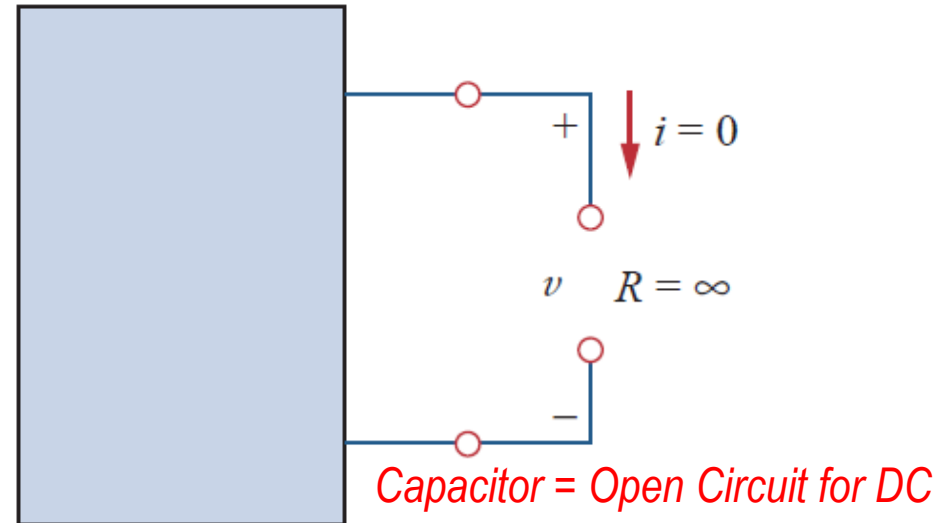 +
i = 0
v R = ∞
−
Capacitor = Open Circuit for DC